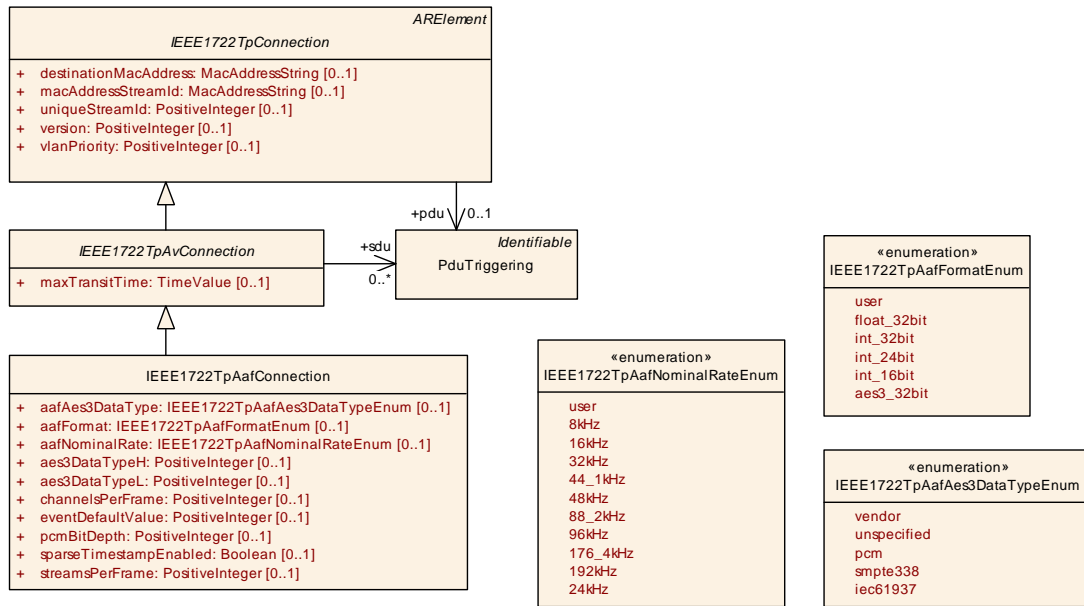 ARElement
IEEE1722TpConnection
+ destinationMacAddress: MacAddressString [0..1]
+ macAddressStreamId: MacAddressString [0..1]
+ uniqueStreamId: PositiveInteger [0..1]
+ version: PositiveInteger [0..1]
+ vlanPriority: PositiveInteger [0..1]
+pdu 0..1
IEEE1722TpAvConnection
+ maxTransitTime: TimeValue [0..1]
+sdu
0..*
Identifiable
PduTriggering
IEEE1722TpAafConnection
+ aafAes3DataType: IEEE1722TpAafAes3DataTypeEnum [0..1]
+ aafFormat: IEEE1722TpAafFormatEnum [0..1]
+ aafNominalRate: IEEE1722TpAafNominalRateEnum [0..1]
+ aes3DataTypeH: PositiveInteger [0..1]
+ aes3DataTypeL: PositiveInteger [0..1]
+ channelsPerFrame: PositiveInteger [0..1]
+ eventDefaultValue: PositiveInteger [0..1]
+ pcmBitDepth: PositiveInteger [0..1]
+ sparseTimestampEnabled: Boolean [0..1]
+ streamsPerFrame: PositiveInteger [0..1]
«enumeration»
IEEE1722TpAafNominalRateEnum
user
8kHz
16kHz
32kHz
44_1kHz
48kHz
88_2kHz
96kHz
176_4kHz
192kHz
24kHz
«enumeration»
IEEE1722TpAafFormatEnum
user
float_32bit
int_32bit
int_24bit
int_16bit
aes3_32bit
«enumeration»
IEEE1722TpAafAes3DataTypeEnum
vendor
unspecified
pcm
smpte338
iec61937